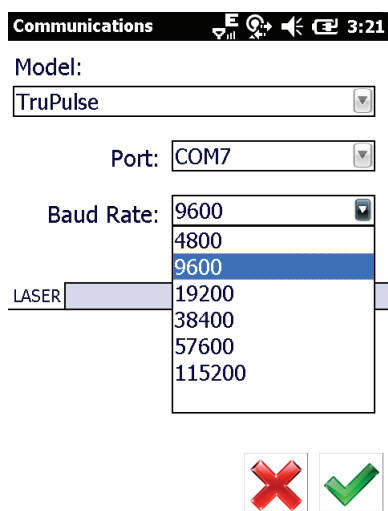 Communications E 3:21
Model:
TruPulse
Port: COM7
Baud Rate: 9600
4800
9600
19200
LASER
38400
57600
115200